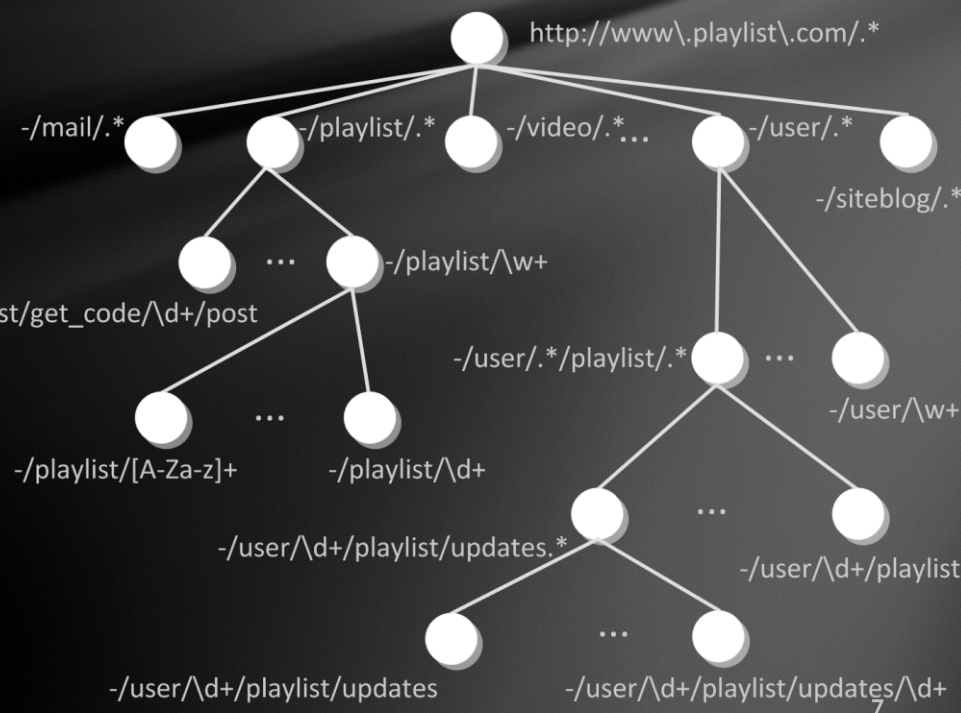 http://www\.playlist\.com/.*
-/mail/.*
-/playlist/.*
-/video/.*
...
-/user/.*
-/siteblog/.*
...
-/playlist/\w+
st/get_code/\d+/post
-/user/.*/playlist/.*
...
-/user/\w+
...
-/playlist/[A-Za-z]+
-/playlist/\d+
...
-/user/\d+/playlist/updates.*
-/user/\d+/playlist
...
-/user/\d+/playlist/updates
-/user/\d+/playlist/updates/\d+
7